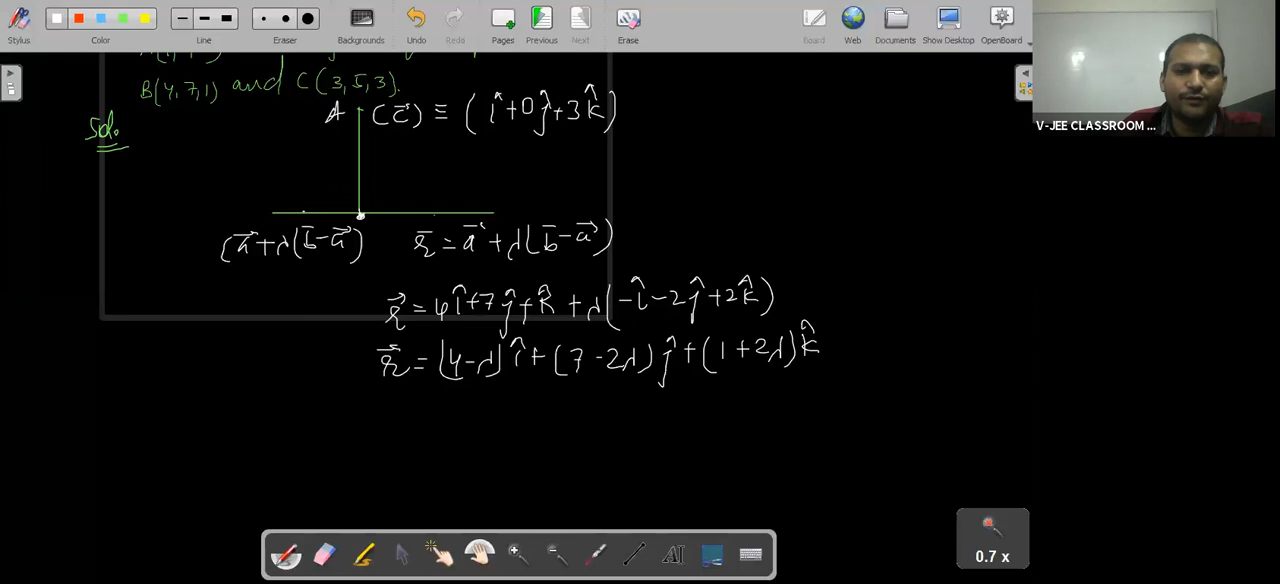 Stylus Color Line Eraser Backgrounds Undo Redo Pages Previous Next Erase Board Web Documents Show Desktop OpenBoard
B(4,7,1) and C(3,5,3).
Sol.
A (c⃗) ≡ (î+0ĵ+3k̂)
(a⃗+λ(b⃗-a⃗) r⃗ = a⃗+λ(b⃗-a⃗)
r⃗ = 4î+7ĵ+k̂+λ(-î-2ĵ+2k̂)
r⃗ = (4-λ)î+(7-2λ)ĵ+(1+2λ)k̂
V-JEE CLASSROOM ...
AI
0.7 x